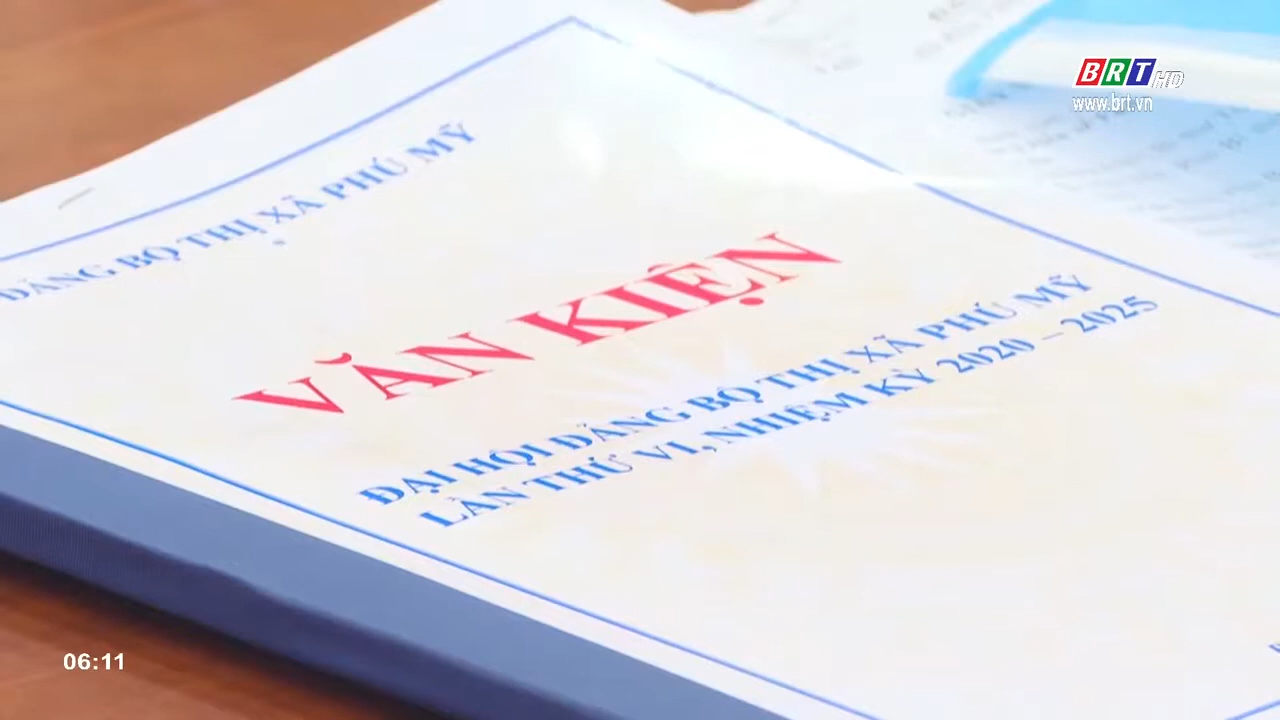 BRT HD
www.brt.vn
ĐẢNG BỘ THỊ XÃ PHÚ MỸ
VĂN KIỆN
ĐẠI HỘI ĐẢNG BỘ THỊ XÃ PHÚ MỸ
LẦN THỨ VI, NHIỆM KỲ 2020 – 2025
06:11